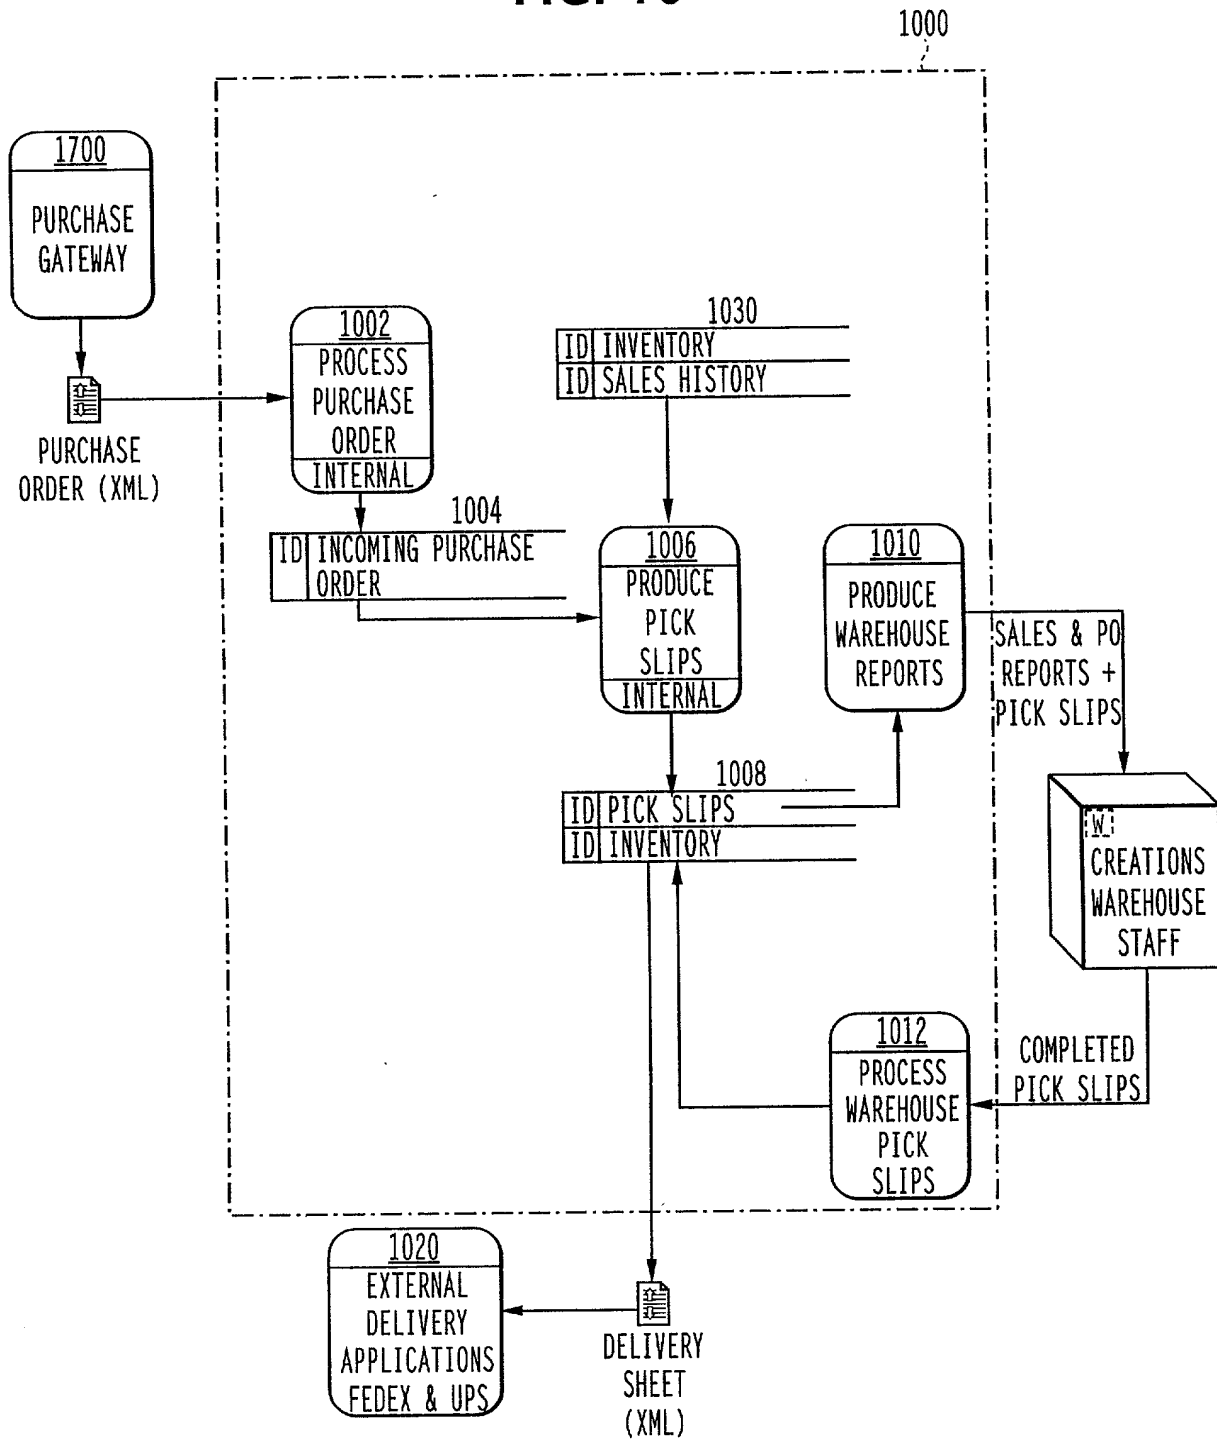 1000
1700
PURCHASE
GATEWAY
PURCHASE
ORDER (XML)
1002
PROCESS
PURCHASE
ORDER
INTERNAL
1030
ID INVENTORY
ID SALES HISTORY
1004
ID INCOMING PURCHASE
ORDER
1006
PRODUCE
PICK
SLIPS
INTERNAL
1010
PRODUCE
WAREHOUSE
REPORTS
SALES & PO
REPORTS +
PICK SLIPS
1008
ID PICK SLIPS
ID INVENTORY
W
CREATIONS
WAREHOUSE
STAFF
1012
PROCESS
WAREHOUSE
PICK
SLIPS
COMPLETED
PICK SLIPS
1020
EXTERNAL
DELIVERY
APPLICATIONS
FEDEX & UPS
DELIVERY
SHEET
(XML)